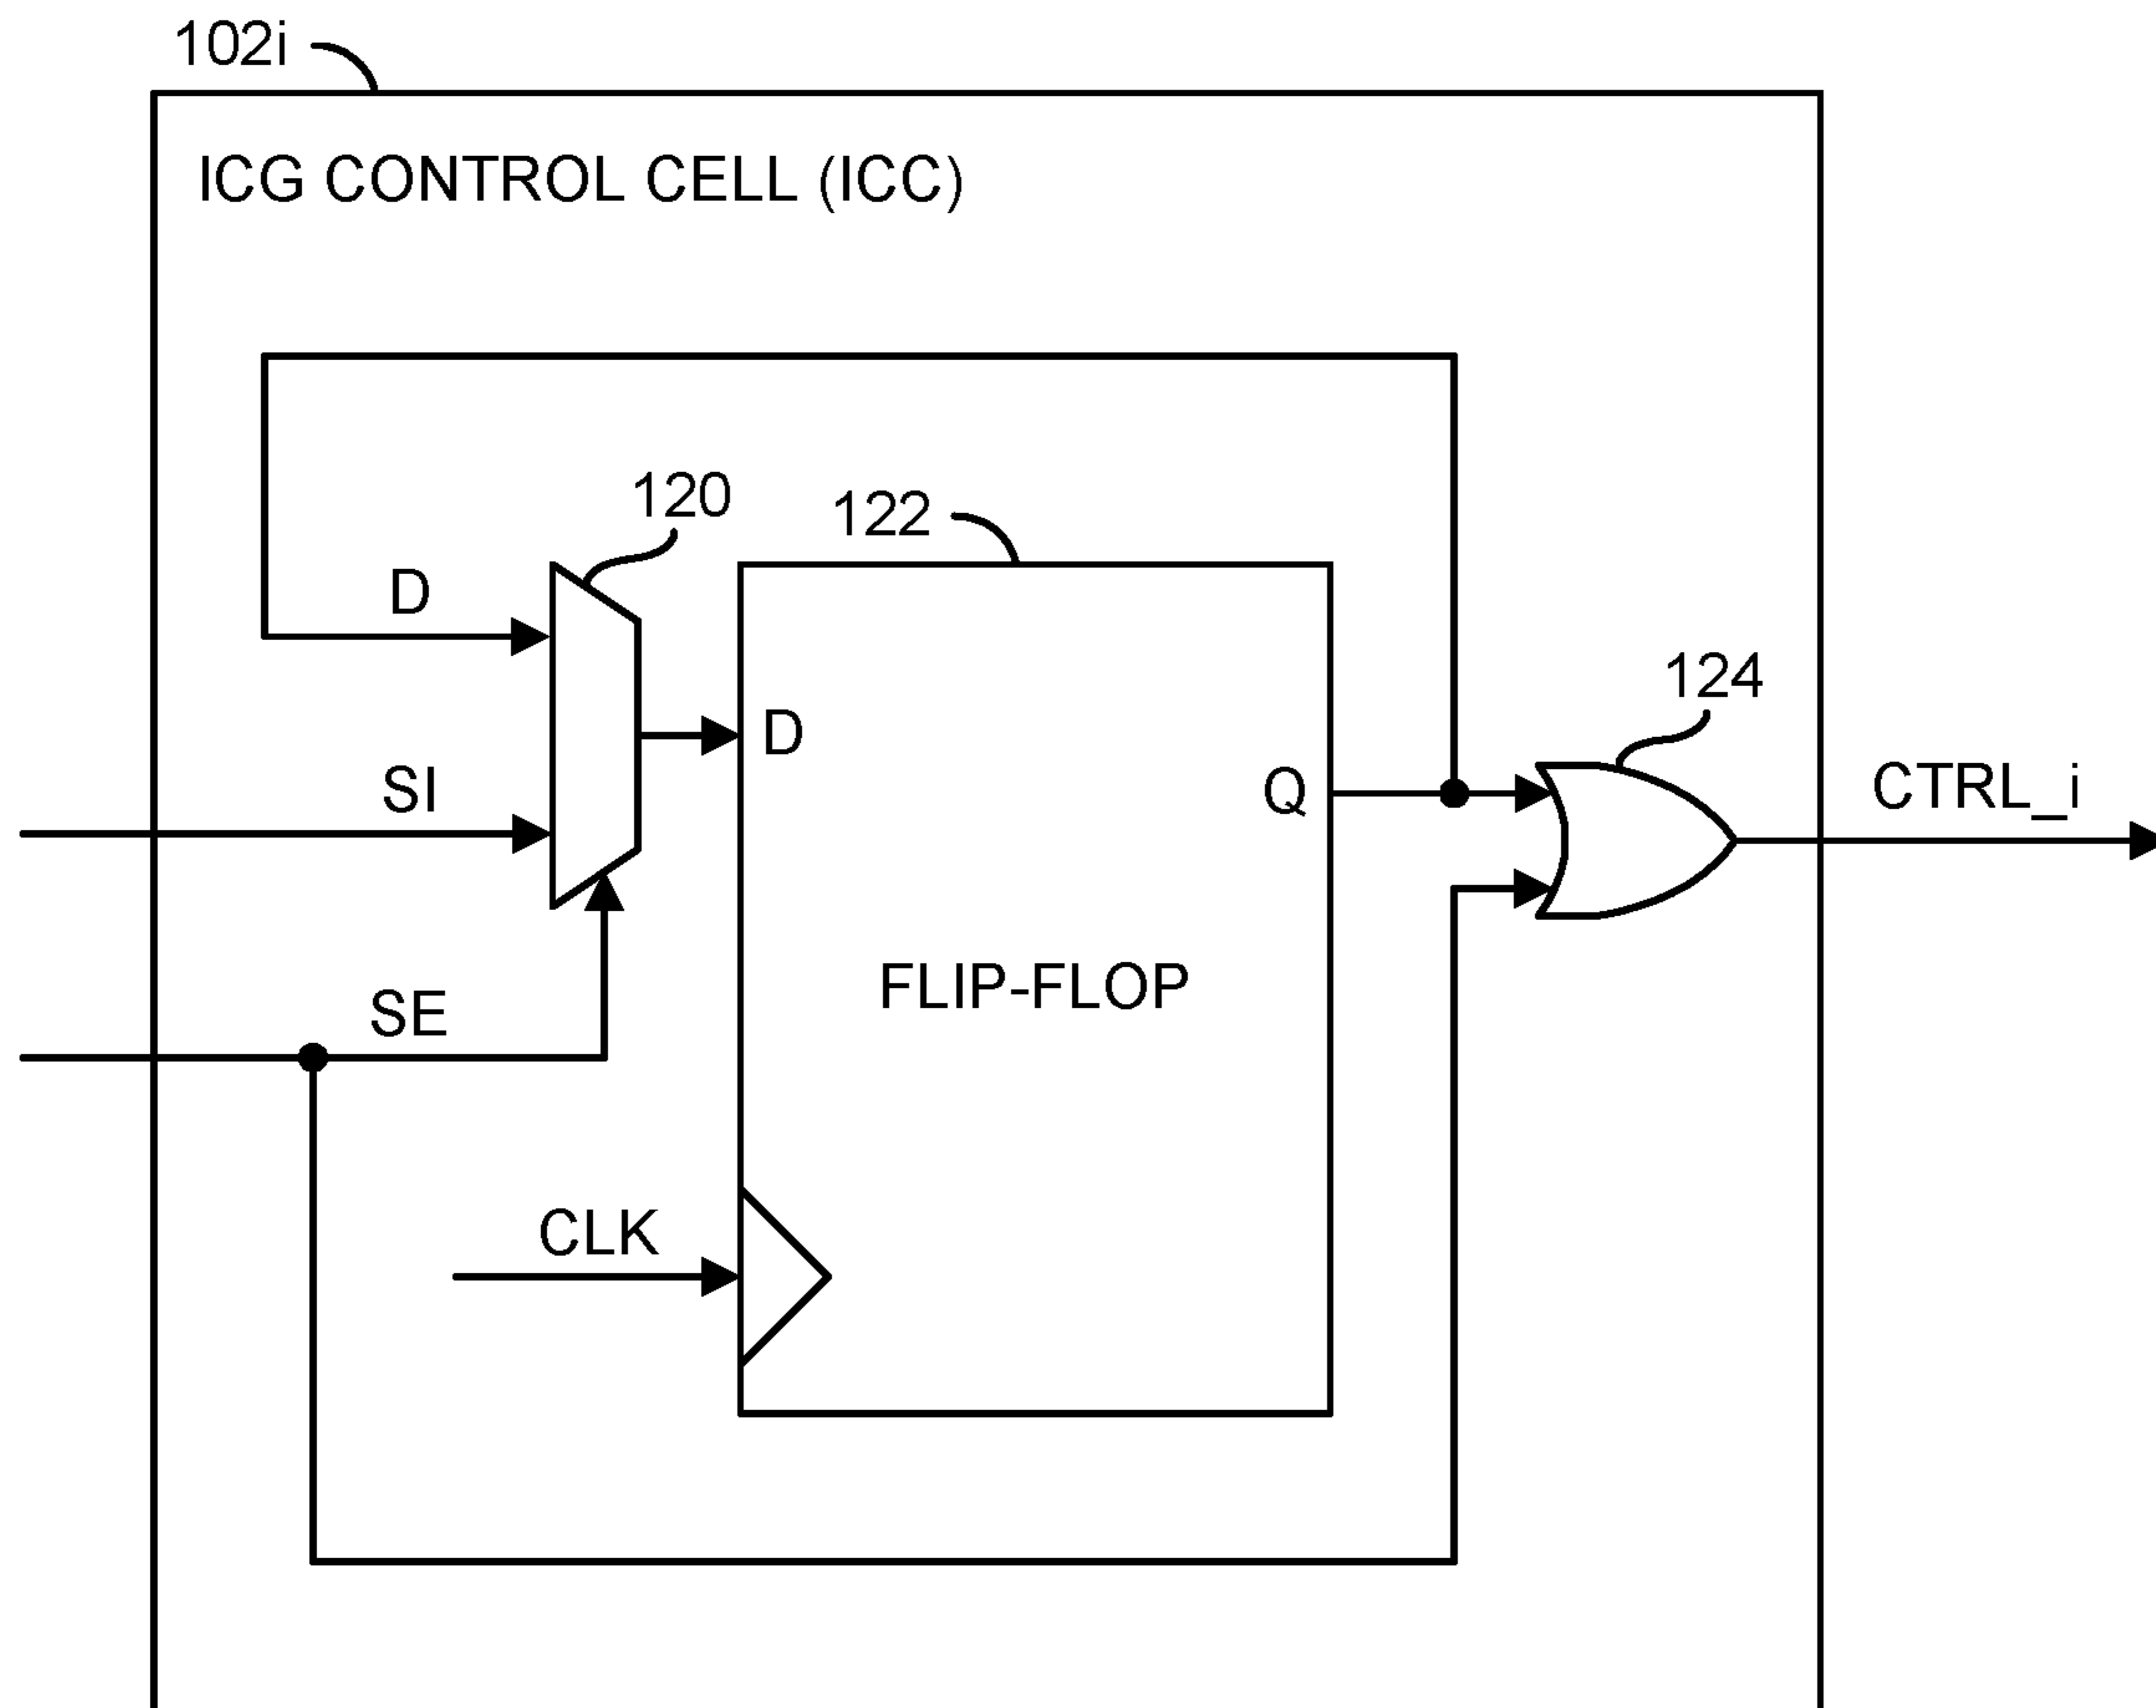 102i
ICG CONTROL CELL (ICC)
120
122
D
124
D
SI
Q
CTRL_i
FLIP-FLOP
SE
CLK